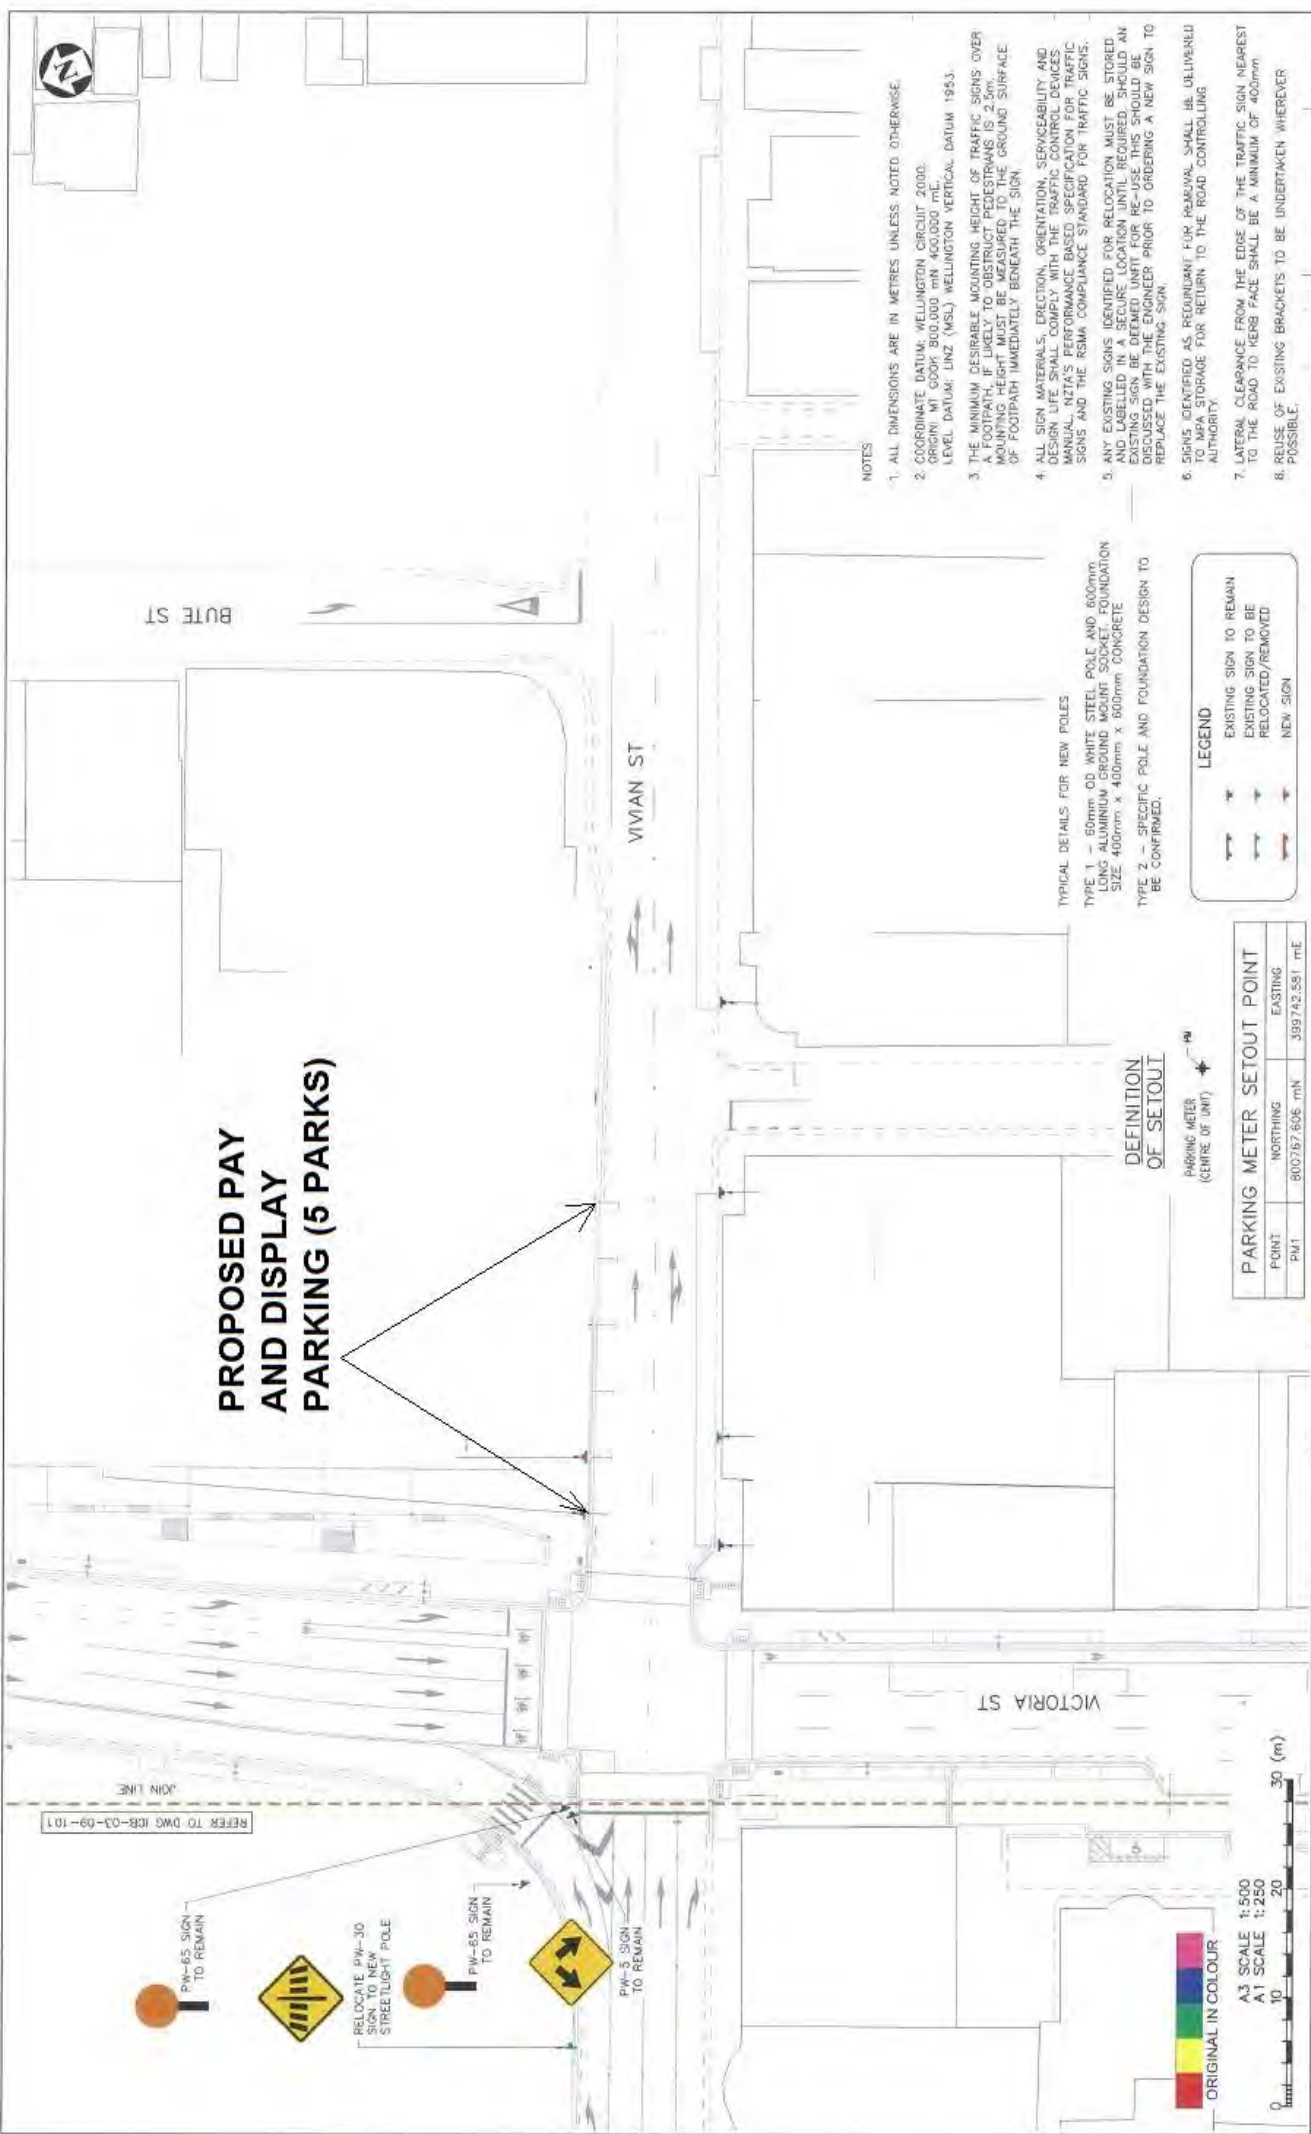 N
BUTE ST
VIVIAN ST
PROPOSED PAY
AND DISPLAY
PARKING (5 PARKS)
VICTORIA ST
JOIN LINE
REFER TO DWG ICB-03-09-101
PW-65 SIGN
TO REMAIN
RELOCATE PW-30
SIGN TO NEW
STREETLIGHT POLE
PW-65 SIGN
TO REMAIN
PW-5 SIGN
TO REMAIN
NOTES
1. ALL DIMENSIONS ARE IN METRES UNLESS NOTED OTHERWISE.
2. COORDINATE DATUM: WELLINGTON CIRCUIT 2000.
ORIGIN: MT COOK 800,000 mN 400,000 mE.
LEVEL DATUM: LINZ (MSL) WELLINGTON VERTICAL DATUM 1953.
3. THE MINIMUM DESIRABLE MOUNTING HEIGHT OF TRAFFIC SIGNS OVER
A FOOTPATH, IF LIKELY TO OBSTRUCT PEDESTRIANS IS 2.5m.
MOUNTING HEIGHT MUST BE MEASURED TO THE GROUND SURFACE
OF FOOTPATH IMMEDIATELY BENEATH THE SIGN.
4. ALL SIGN MATERIALS, ERECTION, ORIENTATION, SERVICEABILITY AND
DESIGN LIFE SHALL COMPLY WITH THE TRAFFIC CONTROL DEVICES
MANUAL, NZTA'S PERFORMANCE BASED SPECIFICATION FOR TRAFFIC
SIGNS AND THE RSMA COMPLIANCE STANDARD FOR TRAFFIC SIGNS.
5. ANY EXISTING SIGNS IDENTIFIED FOR RELOCATION MUST BE STORED
AND LABELLED IN A SECURE LOCATION UNTIL REQUIRED. SHOULD AN
EXISTING SIGN BE DEEMED UNFIT FOR RE-USE THIS SHOULD BE
DISCUSSED WITH THE ENGINEER PRIOR TO ORDERING A NEW SIGN TO
REPLACE THE EXISTING SIGN.
6. SIGNS IDENTIFIED AS REDUNDANT FOR REMOVAL SHALL BE DELIVERED
TO MPA STORAGE FOR RETURN TO THE ROAD CONTROLLING
AUTHORITY.
7. LATERAL CLEARANCE FROM THE EDGE OF THE TRAFFIC SIGN NEAREST
TO THE ROAD TO KERB FACE SHALL BE A MINIMUM OF 400mm.
8. REUSE OF EXISTING BRACKETS TO BE UNDERTAKEN WHEREVER
POSSIBLE.
TYPICAL DETAILS FOR NEW POLES
TYPE 1 - 60mm OD WHITE STEEL POLE AND 600mm
LONG ALUMINIUM GROUND MOUNT SOCKET. FOUNDATION
SIZE 400mm x 400mm x 600mm CONCRETE
TYPE 2 - SPECIFIC POLE AND FOUNDATION DESIGN TO
BE CONFIRMED.
LEGEND
EXISTING SIGN TO REMAIN
EXISTING SIGN TO BE
RELOCATED/REMOVED
NEW SIGN
DEFINITION
OF SETOUT
PARKING METER
(CENTRE OF UNIT)
PM
PARKING METER SETOUT POINT
POINT NORTHING EASTING
PM1 800767.606 mN 399742.581 mE
ORIGINAL IN COLOUR
A3 SCALE 1:500
A1 SCALE 1:250
0 10 20 30 (m)